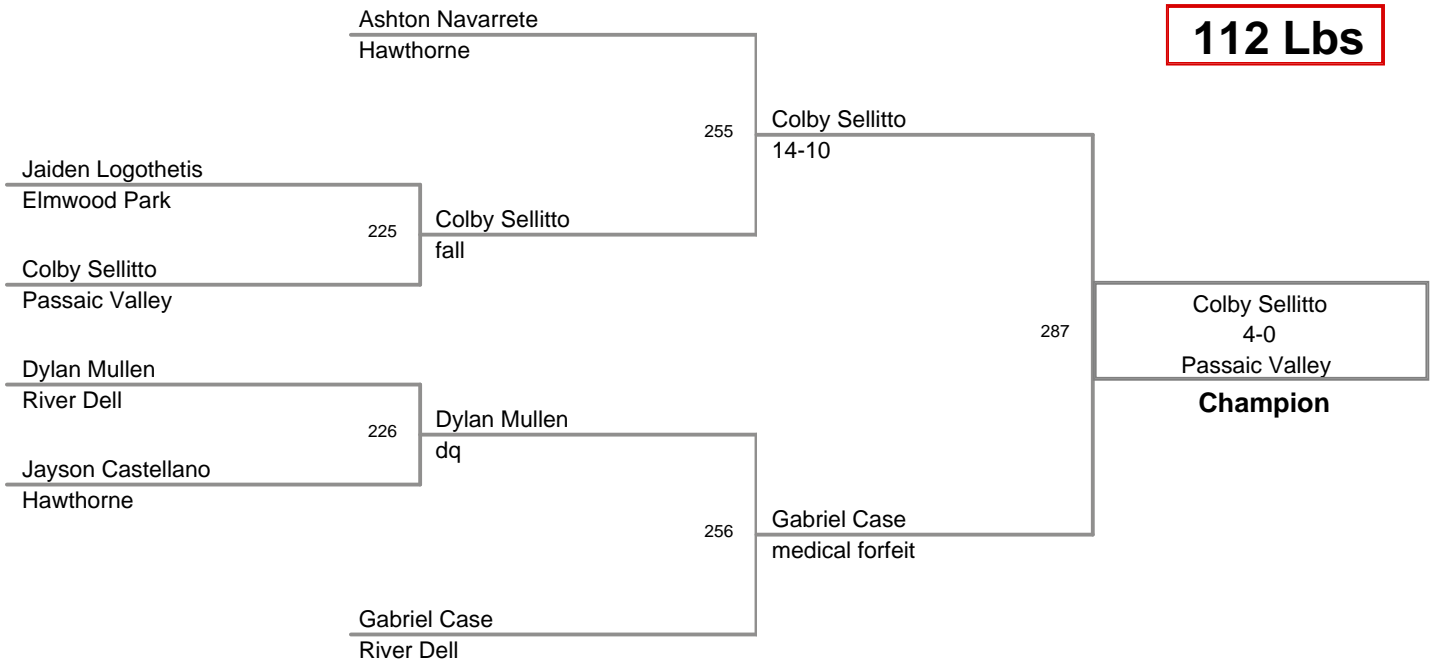 Ashton Navarrete
Hawthorne
112 Lbs
255
Colby Sellitto
14-10
Jaiden Logothetis
Elmwood Park
225
Colby Sellitto
fall
Colby Sellitto
Passaic Valley
287
Colby Sellitto
4-0
Passaic Valley
Champion
Dylan Mullen
River Dell
226
Dylan Mullen
dq
Jayson Castellano
Hawthorne
256
Gabriel Case
medical forfeit
Gabriel Case
River Dell